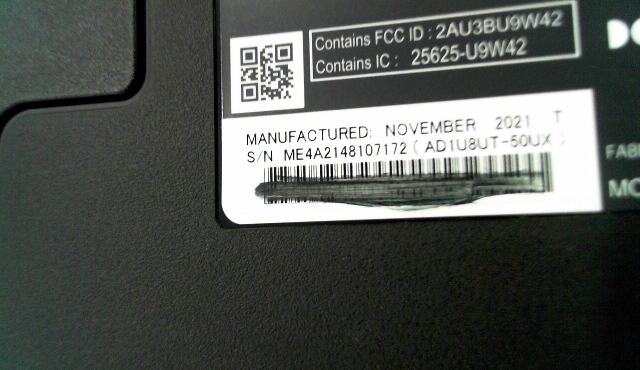 Contains FCC ID : 2AU3BU9W42
Contains IC : 25625-U9W42
MANUFACTURED: NOVEMBER 2021 T
S/N ME4A2148107172 ( AD1U8UT-50UX )